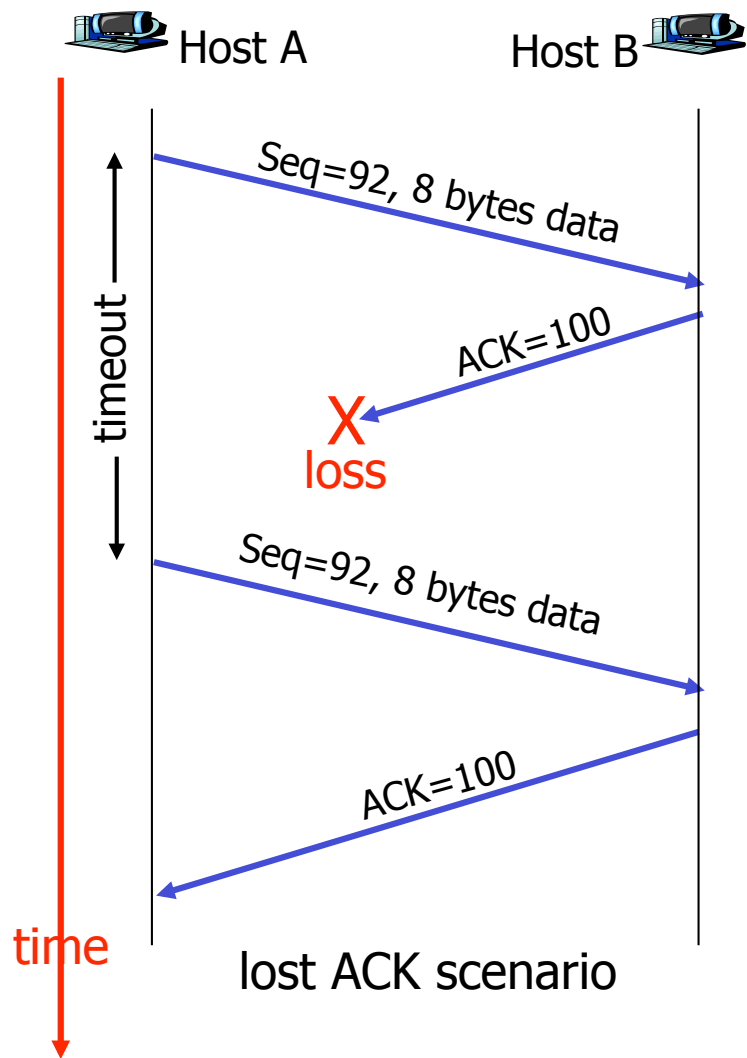 Host A
Host B
Seq=92, 8 bytes data
timeout
ACK=100
X
loss
Seq=92, 8 bytes data
ACK=100
time
lost ACK scenario